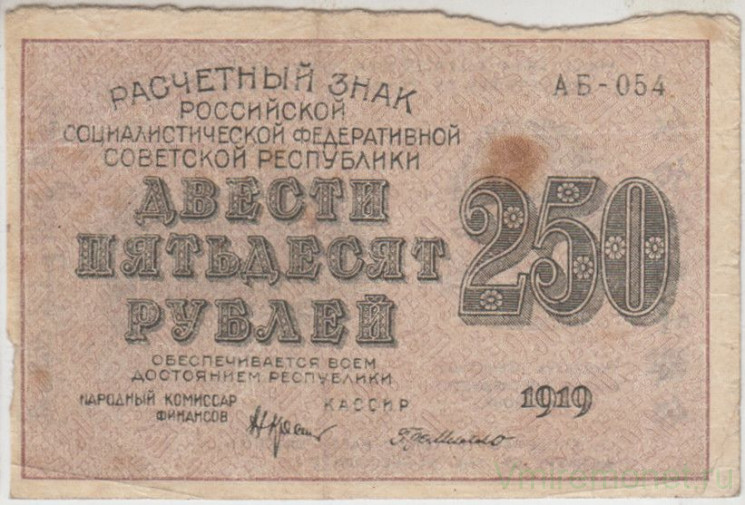 РАСЧЕТНЫЙ ЗНАК
РОССИЙСКОЙ
СОЦИАЛИСТИЧЕСКОЙ ФЕДЕРАТИВНОЙ
СОВЕТСКОЙ РЕСПУБЛИКИ
АБ-054
ДВЕСТИ
ПЯТЬДЕСЯТ
РУБЛЕЙ
250
ОБЕСПЕЧИВАЕТСЯ ВСЕМ
ДОСТОЯНИЕМ РЕСПУБЛИКИ
НАРОДНЫЙ КОМИССАР
ФИНАНСОВ
КАССИР
1919